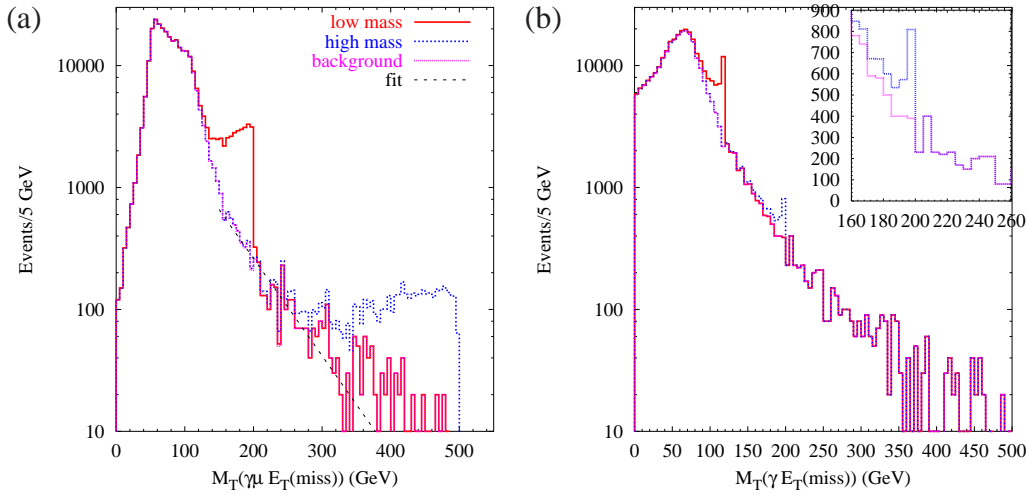 (a)
low mass
high mass
background
fit
10000
1000
100
10
0 100 200 300 400 500
Events/5 GeV
M_T(γμ E_T(miss)) (GeV)
(b)
10000
1000
100
10
0 50 100 150 200 250 300 350 400 450 500
Events/5 GeV
M_T(γ E_T(miss)) (GeV)
900
800
700
600
500
400
300
200
100
0
160 180 200 220 240 260